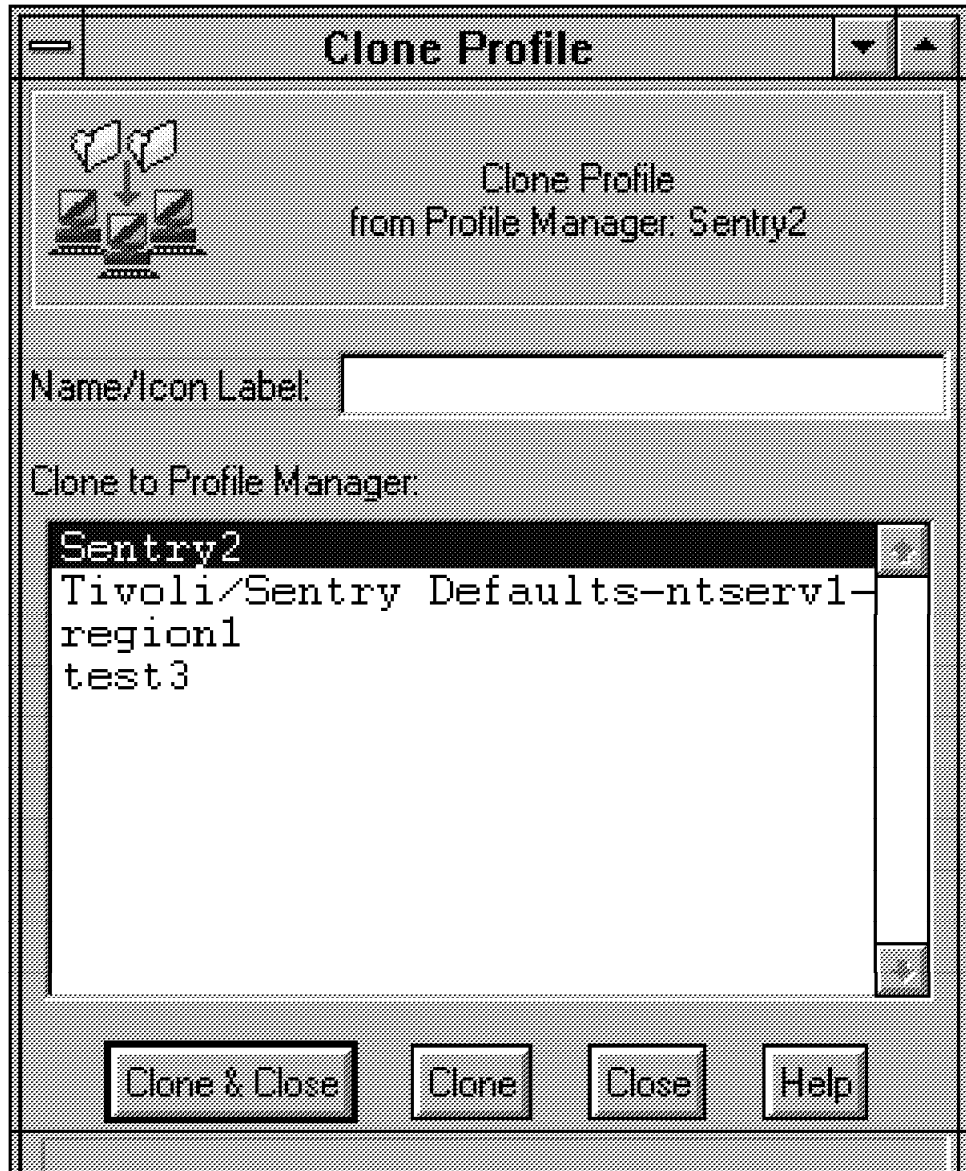 Clone Profile
Clone Profile
from Profile Manager: Sentry2
Name/Icon Label:
Clone to Profile Manager:
Sentry2
Tivoli/Sentry Defaults-ntserv1-
region1
test3
Clone & Close Clone Close Help